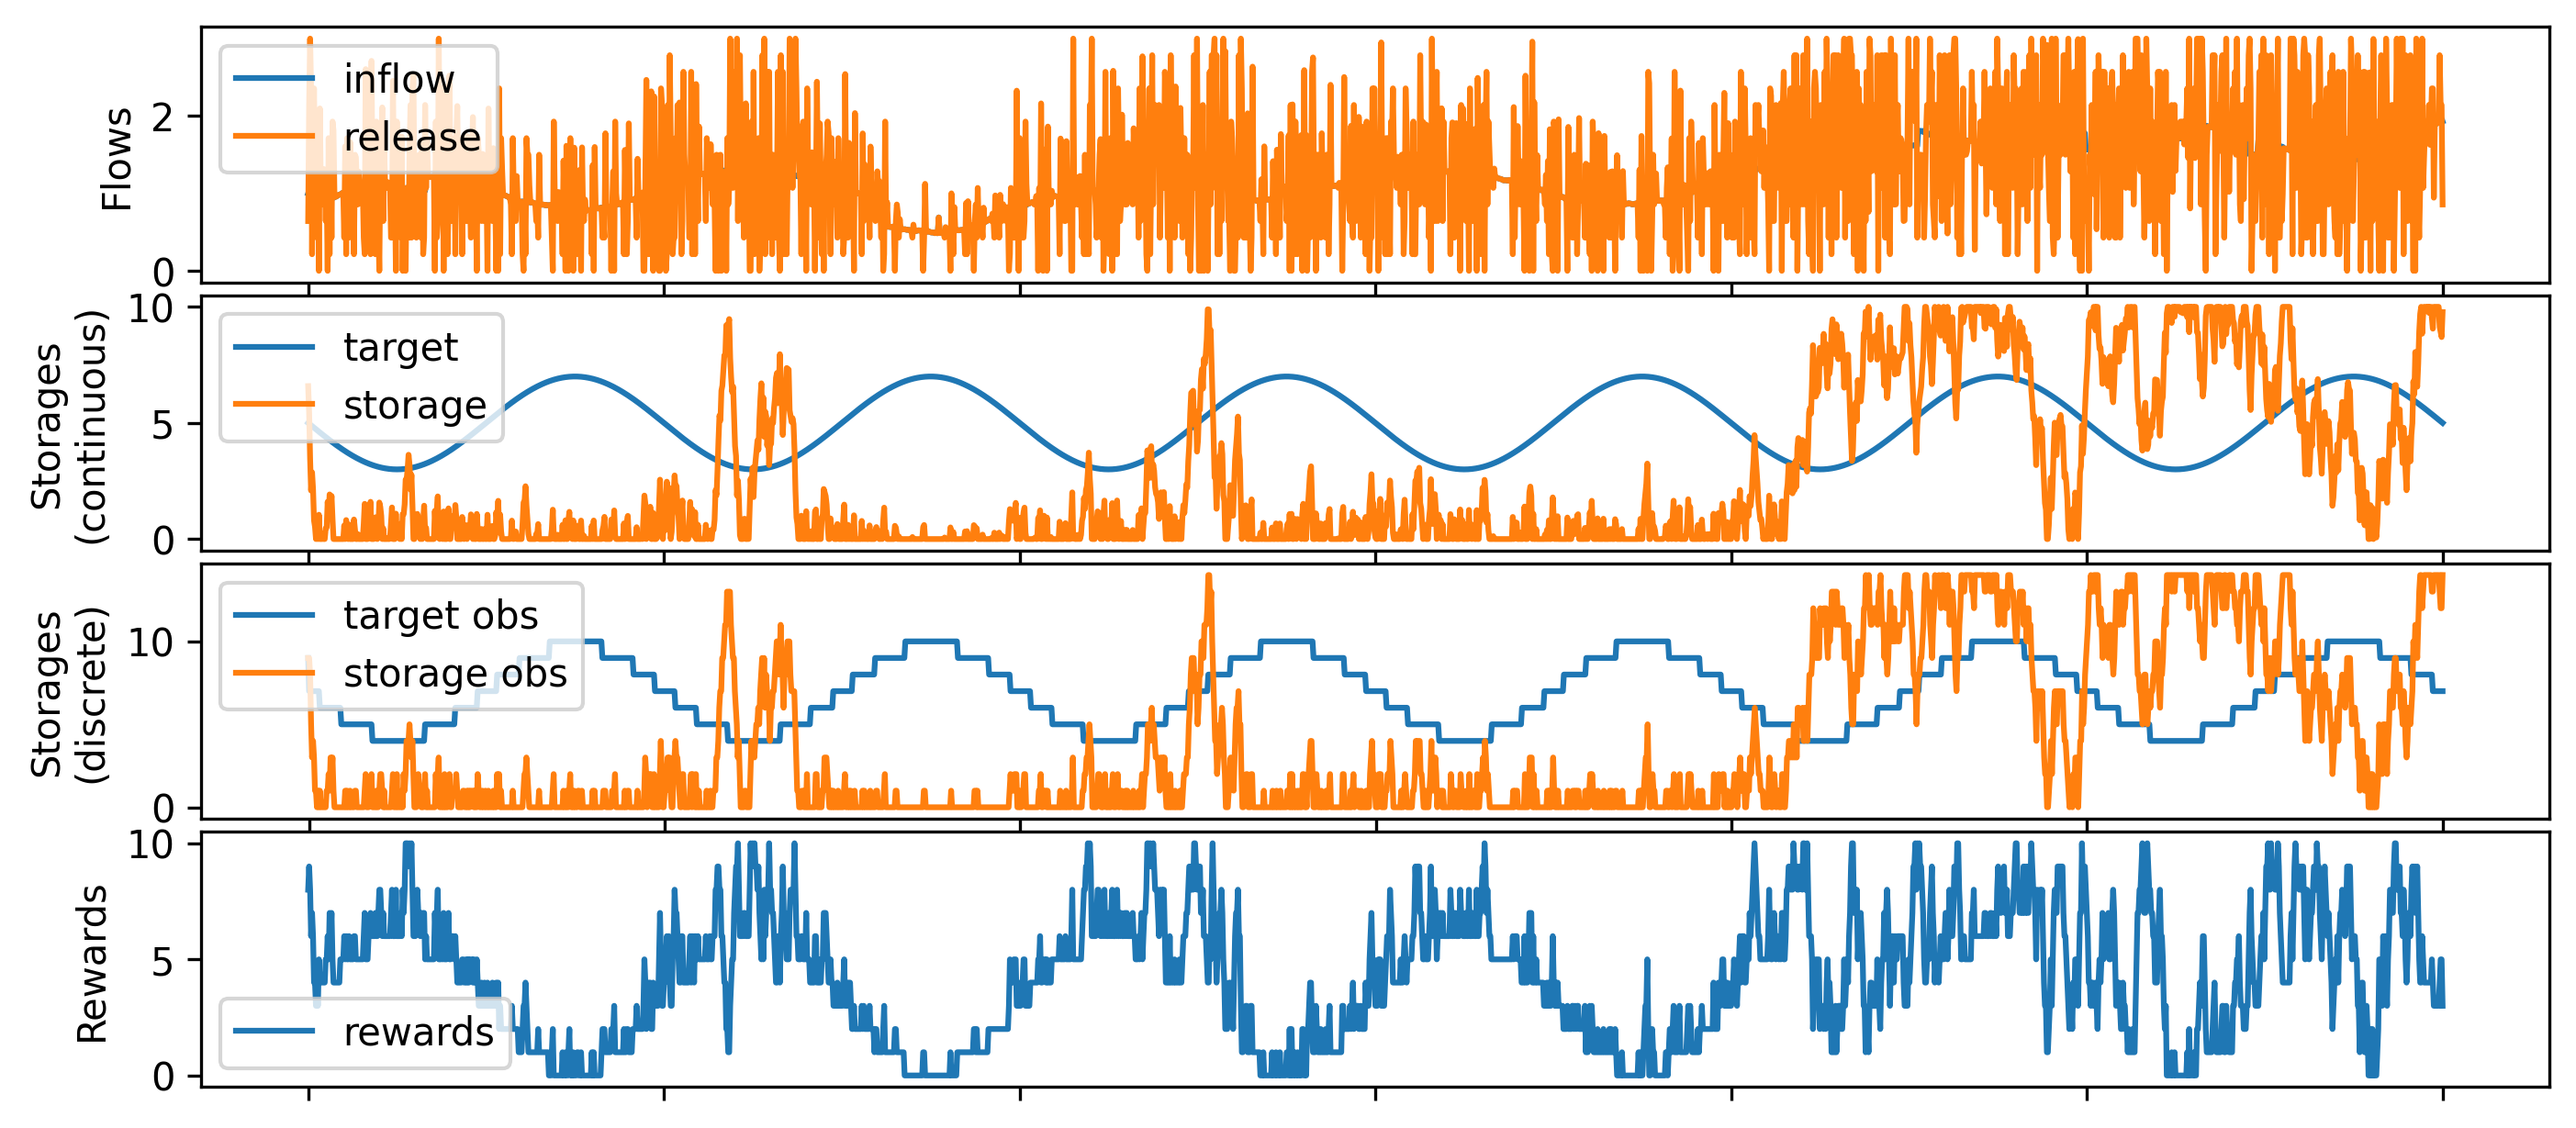 Flows
2
0
inflow
release
Storages
(continuous)
10
5
0
target
storage
Storages
(discrete)
10
0
target obs
storage obs
Rewards
10
5
0
rewards